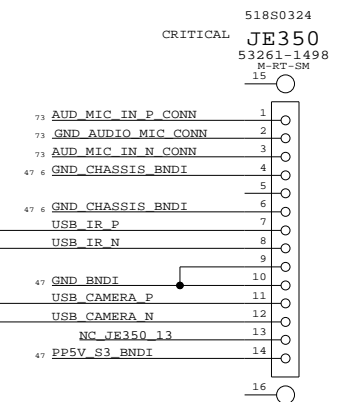 518S0324
CRITICAL JE350
53261-1498
M-RT-SM
15
73 AUD_MIC_IN_P_CONN 1
73 GND_AUDIO_MIC_CONN 2
73 AUD_MIC_IN_N_CONN 3
47 6 GND_CHASSIS_BNDI 4
5
47 6 GND_CHASSIS_BNDI 6
USB_IR_P 7
USB_IR_N 8
9
47 GND_BNDI 10
USB_CAMERA_P 11
USB_CAMERA_N 12
NC_JE350_13 13
47 PP5V_S3_BNDI 14
16